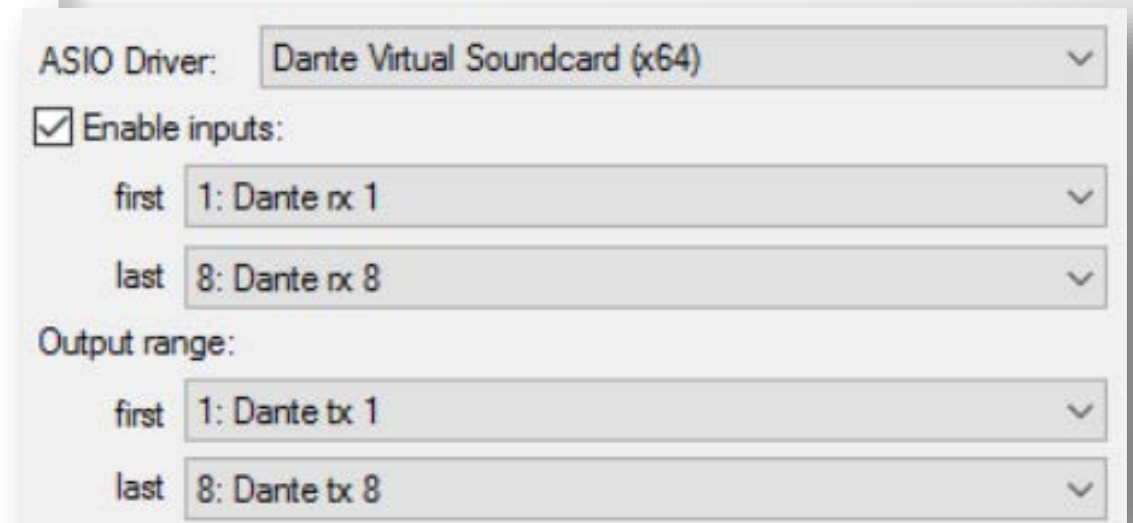 ASIO Driver: Dante Virtual Soundcard (x64)
Enable inputs:
first 1: Dante rx 1
last 8: Dante rx 8
Output range:
first 1: Dante tx 1
last 8: Dante tx 8